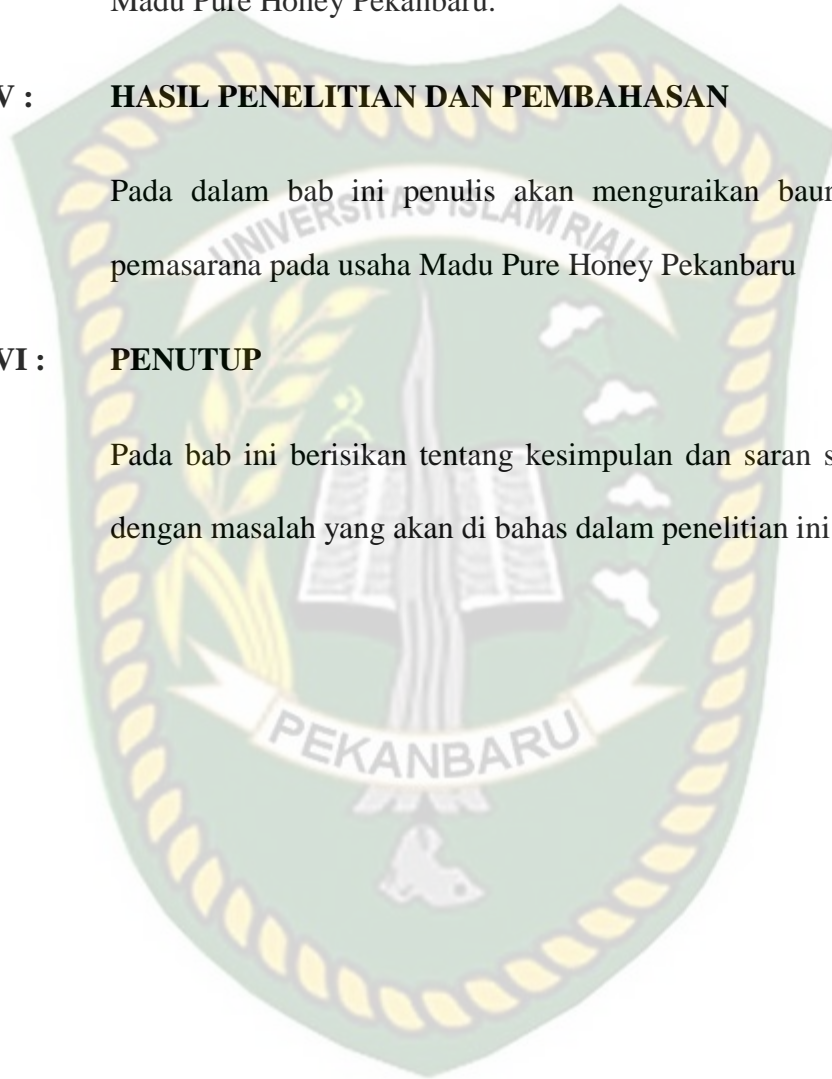 Madu Pure Honey Pekanbaru.
V : HASIL PENELITIAN DAN PEMBAHASAN
Pada dalam bab ini penulis akan menguraikan baur
pemasarana pada usaha Madu Pure Honey Pekanbaru
VI : PENUTUP
Pada bab ini berisikan tentang kesimpulan dan saran s
dengan masalah yang akan di bahas dalam penelitian ini
UNIVERSITAS ISLAM RIAU
PEKANBARU